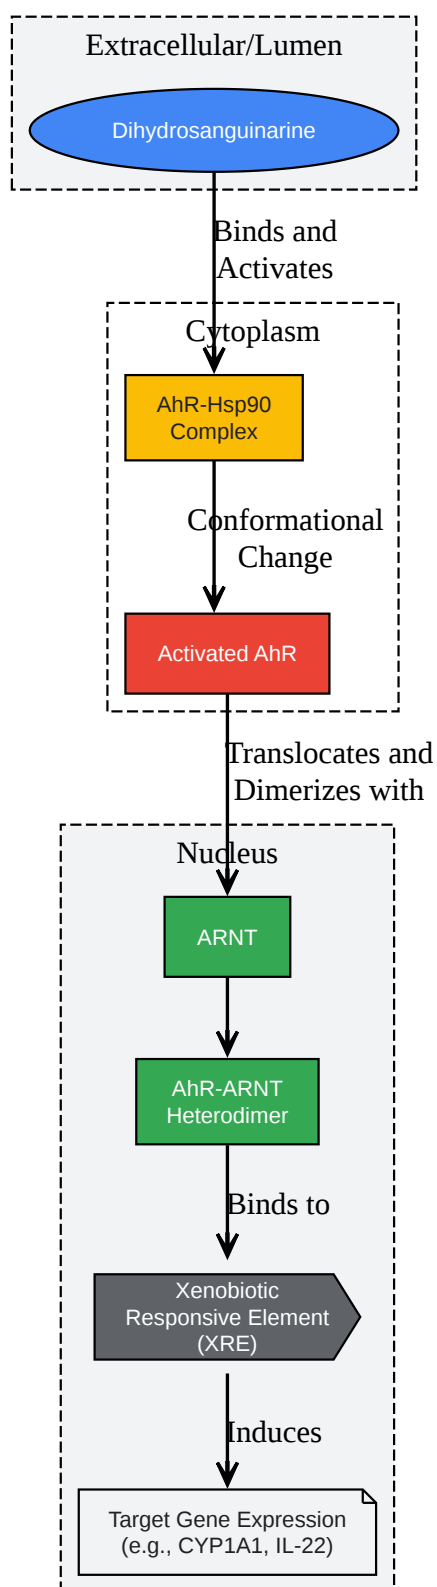 Extracellular/Lumen
Dihydrosanguinarine
Binds and
Activates
Cytoplasm
AhR-Hsp90
Complex
Conformational
Change
Activated AhR
Translocates and
Dimerizes with
Nucleus
ARNT
AhR-ARNT
Heterodimer
Binds to
Xenobiotic
Responsive Element
(XRE)
Induces
Target Gene Expression
(e.g., CYP1A1, IL-22)